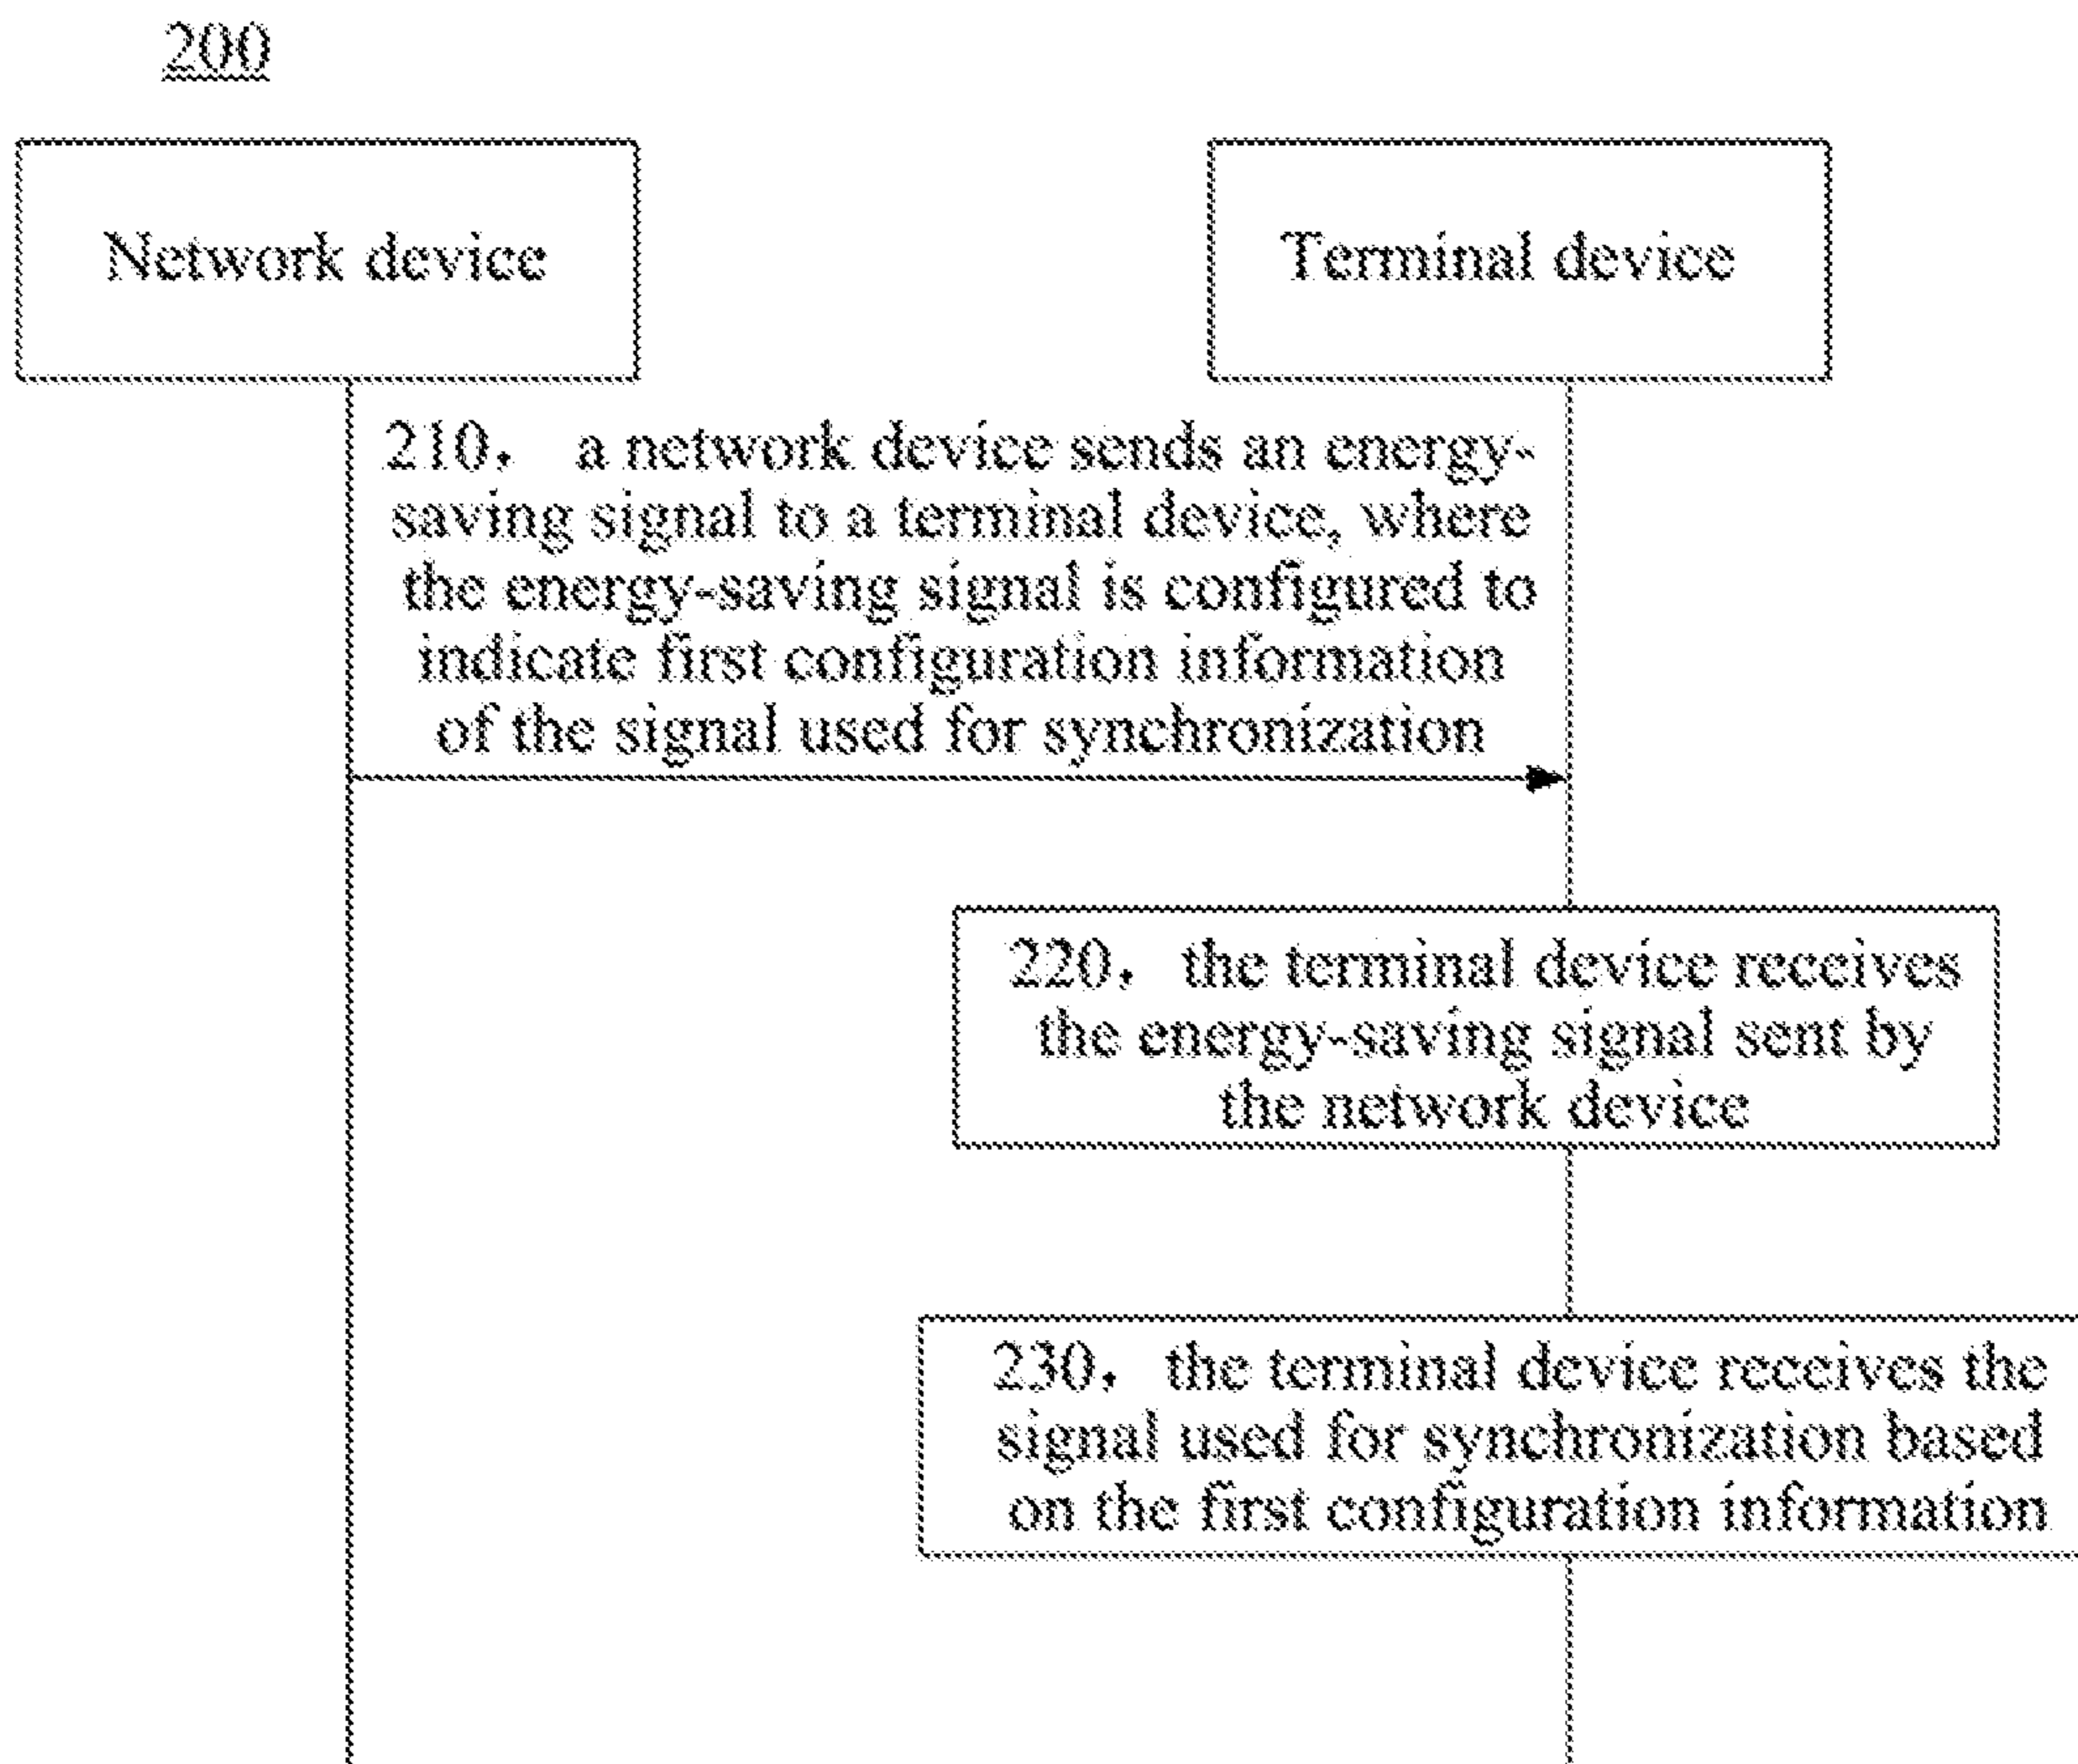 200
Network device
Terminal device
210, a network device sends an energy-
saving signal to a terminal device, where
the energy-saving signal is configured to
indicate first configuration information
of the signal used for synchronization
220, the terminal device receives
the energy-saving signal sent by
the network device
230, the terminal device receives the
signal used for synchronization based
on the first configuration information